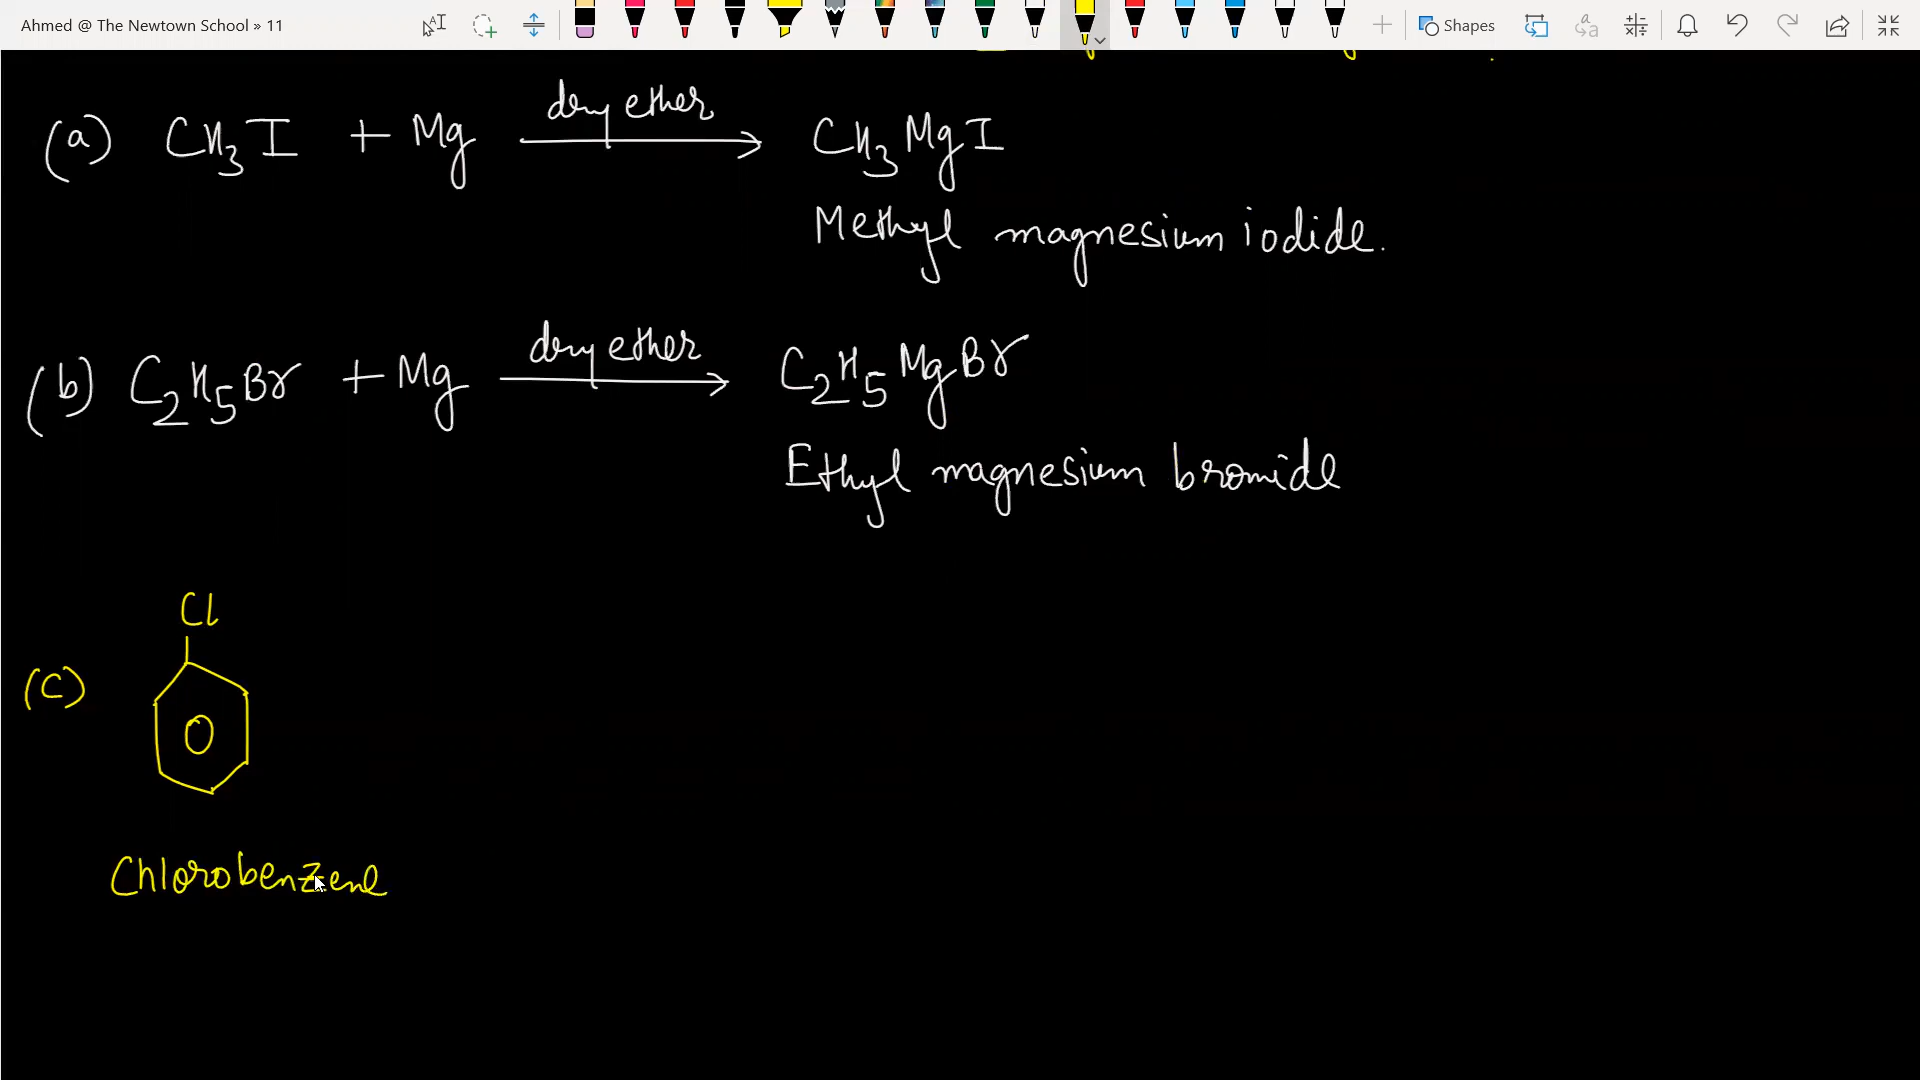 Ahmed @ The Newtown School » 11
Shapes
(a) CH3I + Mg dry ether → CH3MgI
Methyl magnesium iodide.
(b) C2H5Br + Mg dry ether → C2H5MgBr
Ethyl magnesium bromide
Cl
(C)
Chlorobenzene